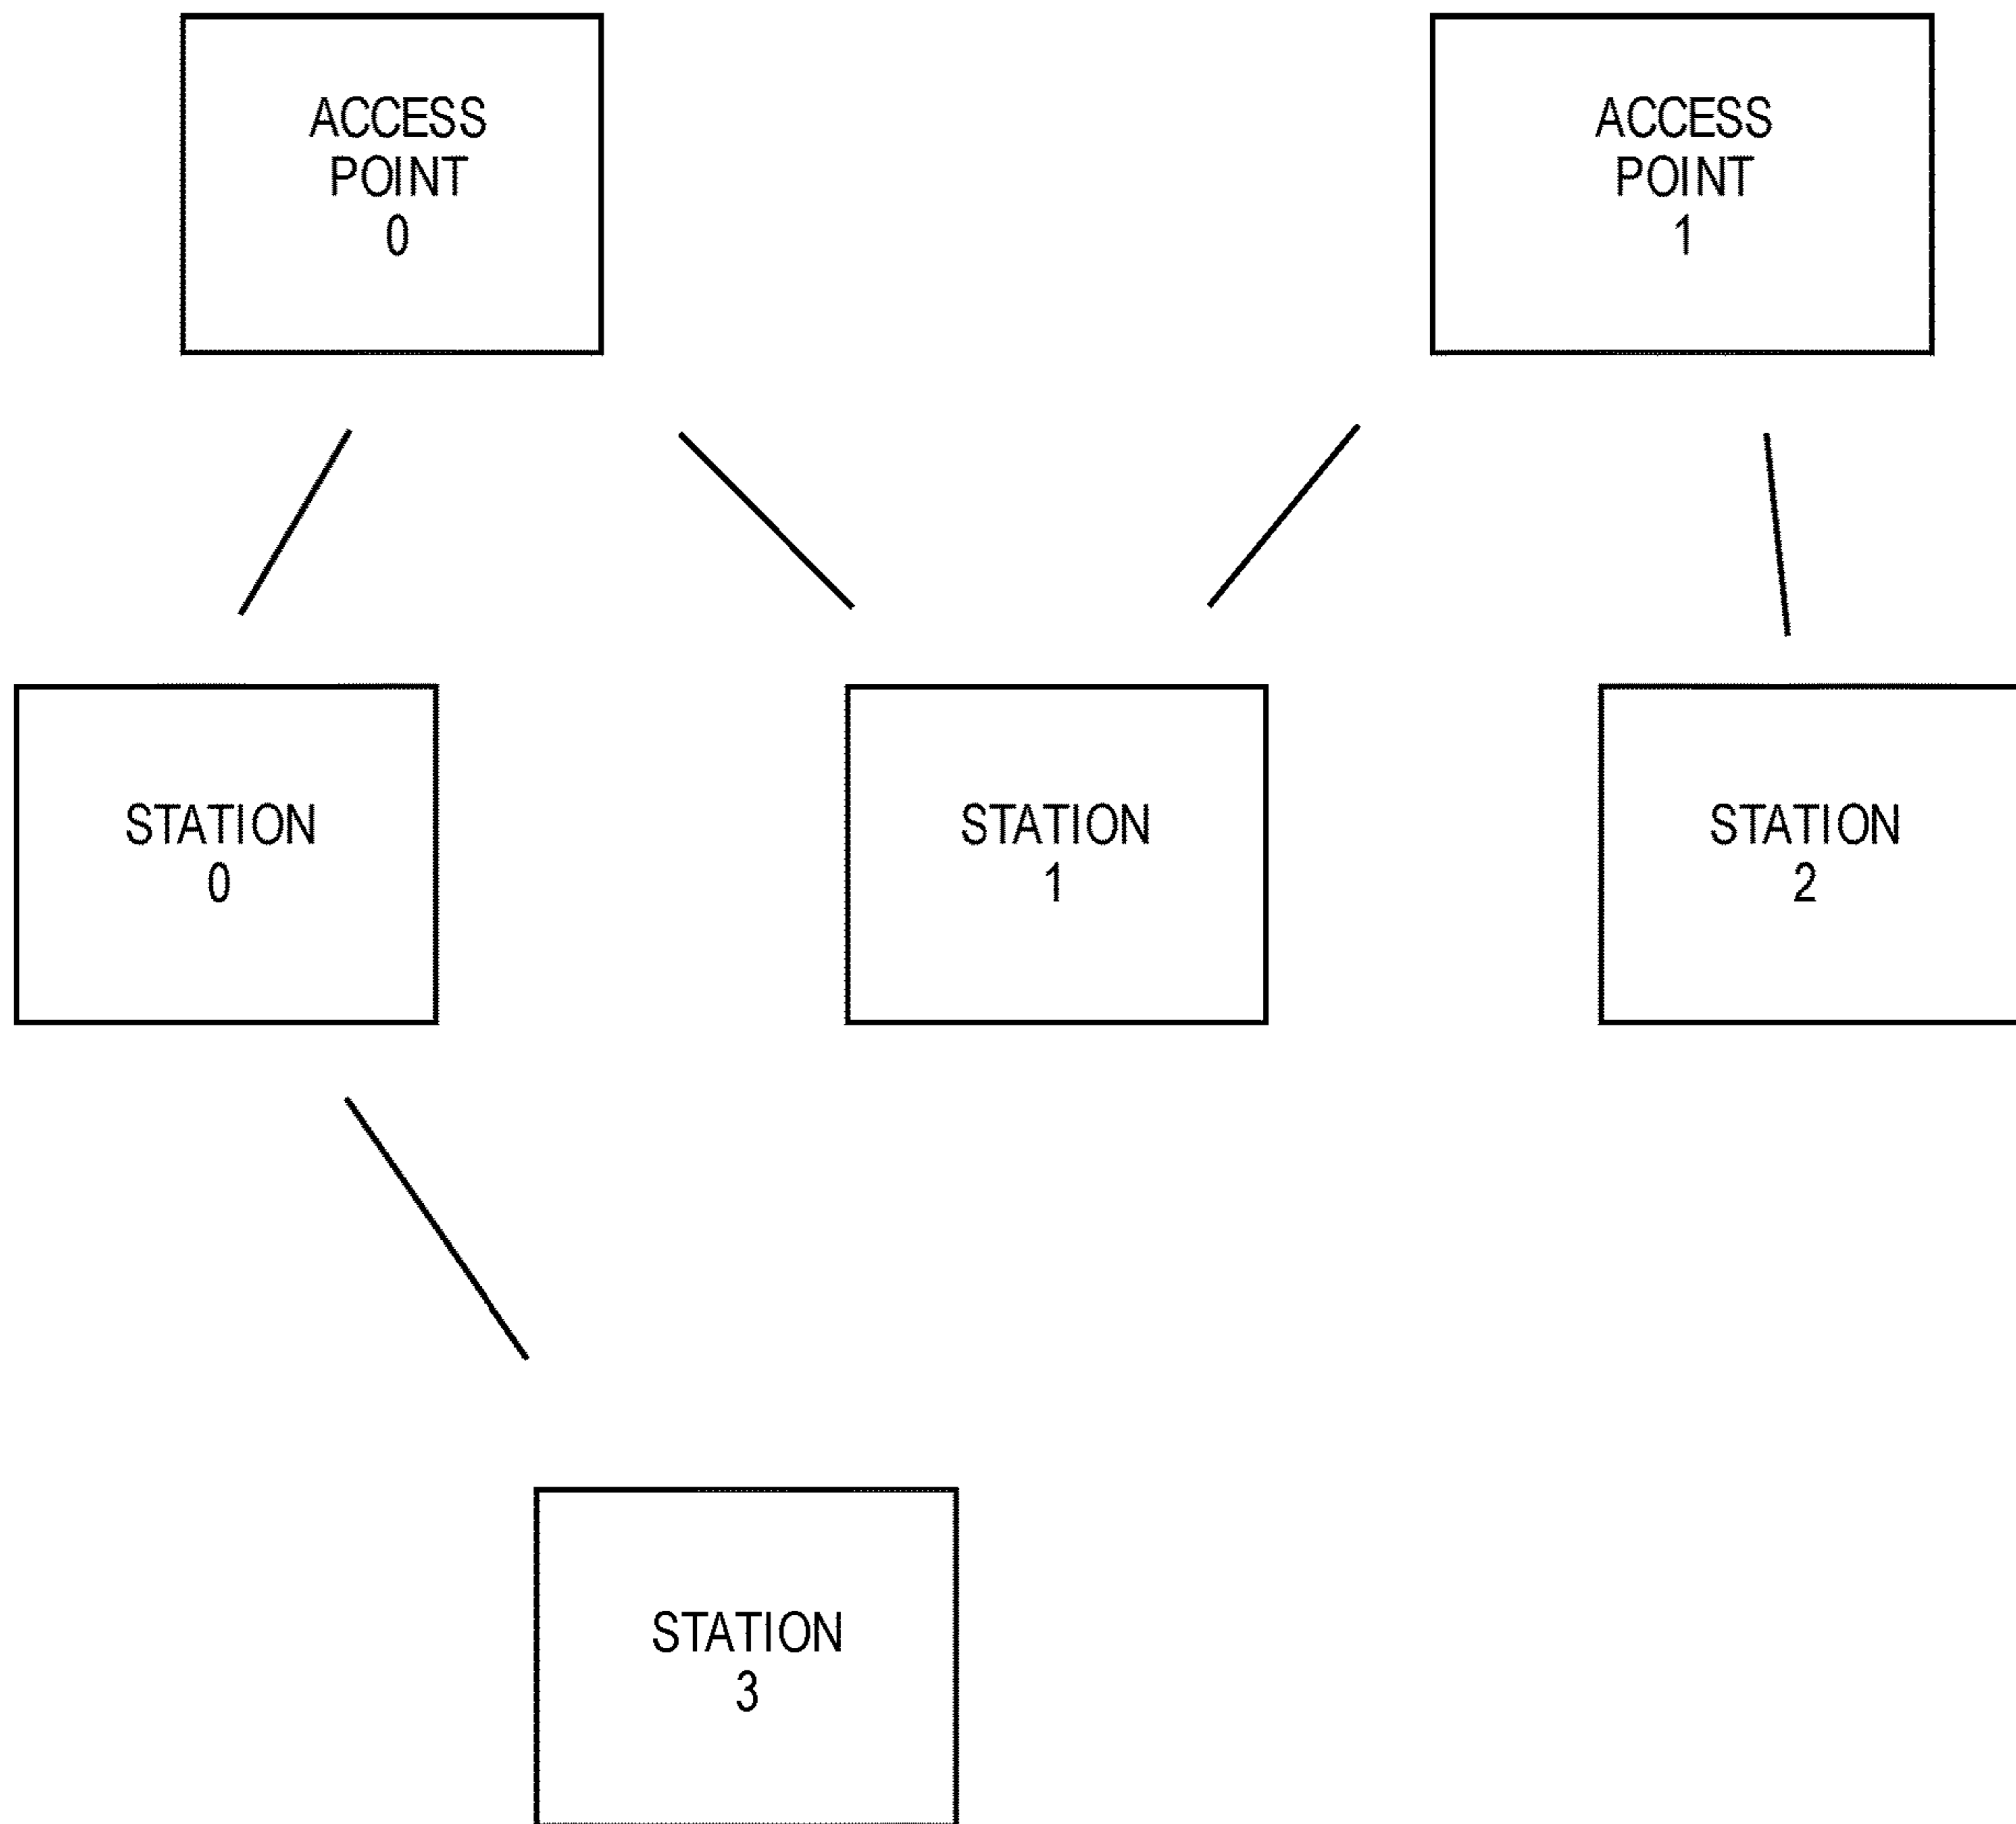 ACCESS
POINT
0
ACCESS
POINT
1
STATION
0
STATION
1
STATION
2
STATION
3